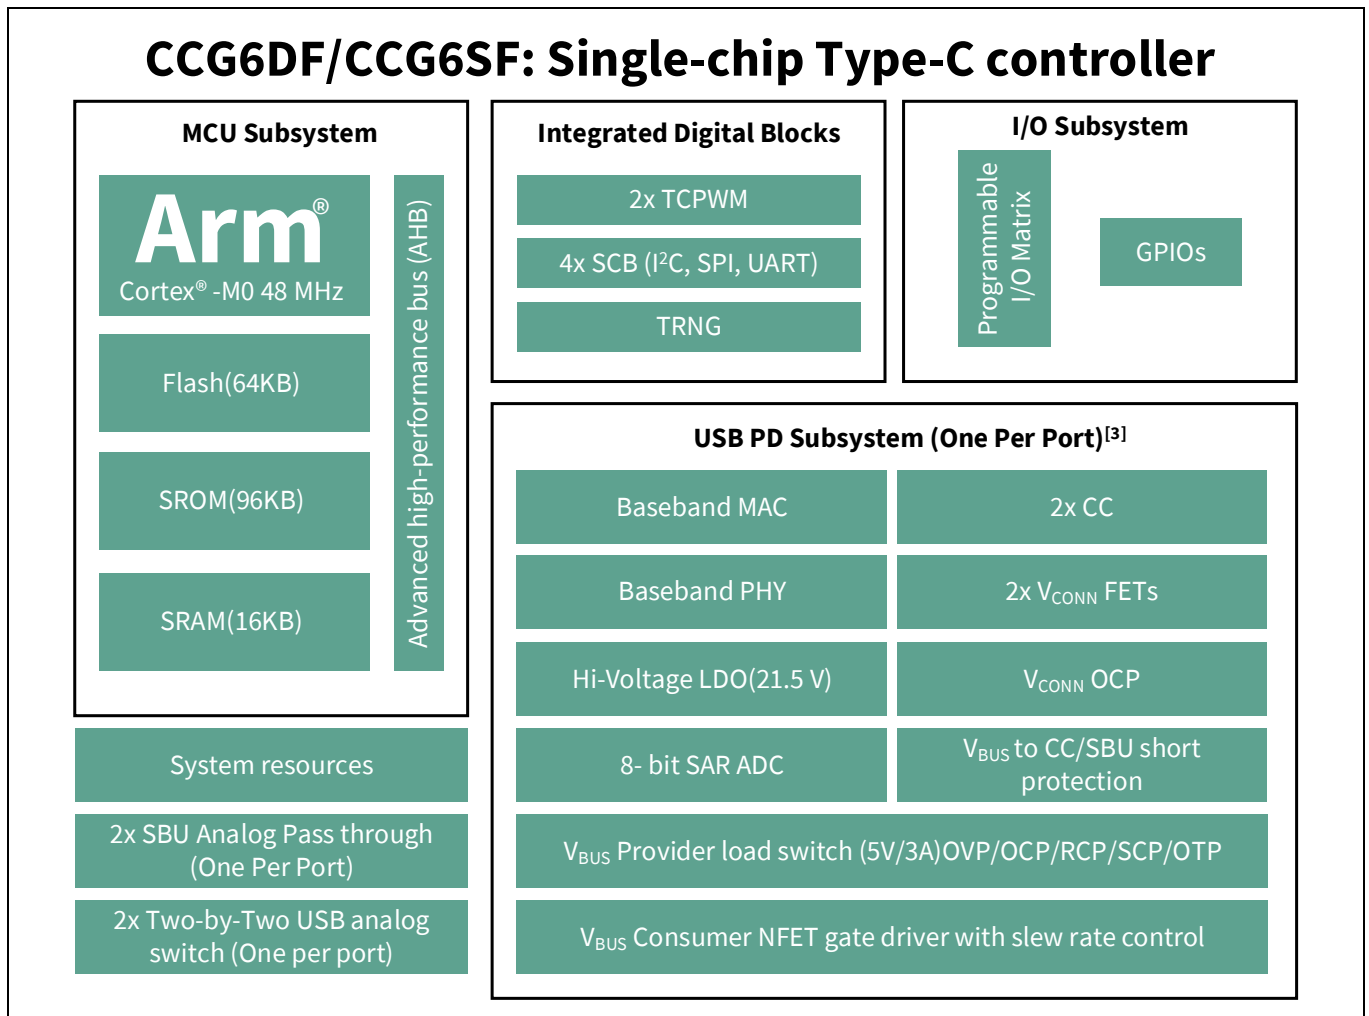 CCG6DF/CCG6SF: Single-chip Type-C controller
MCU Subsystem
Arm®
Cortex® -M0 48 MHz
Flash(64KB)
SROM(96KB)
SRAM(16KB)
Advanced high-performance bus (AHB)
Integrated Digital Blocks
2x TCPWM
4x SCB (I²C, SPI, UART)
TRNG
I/O Subsystem
Programmable
I/O Matrix
GPIOs
USB PD Subsystem (One Per Port)[3]
Baseband MAC
2x CC
Baseband PHY
2x VCONN FETs
Hi-Voltage LDO(21.5 V)
VCONN OCP
8- bit SAR ADC
VBUS to CC/SBU short
protection
VBUS Provider load switch (5V/3A)OVP/OCP/RCP/SCP/OTP
VBUS Consumer NFET gate driver with slew rate control
System resources
2x SBU Analog Pass through
(One Per Port)
2x Two-by-Two USB analog
switch (One per port)